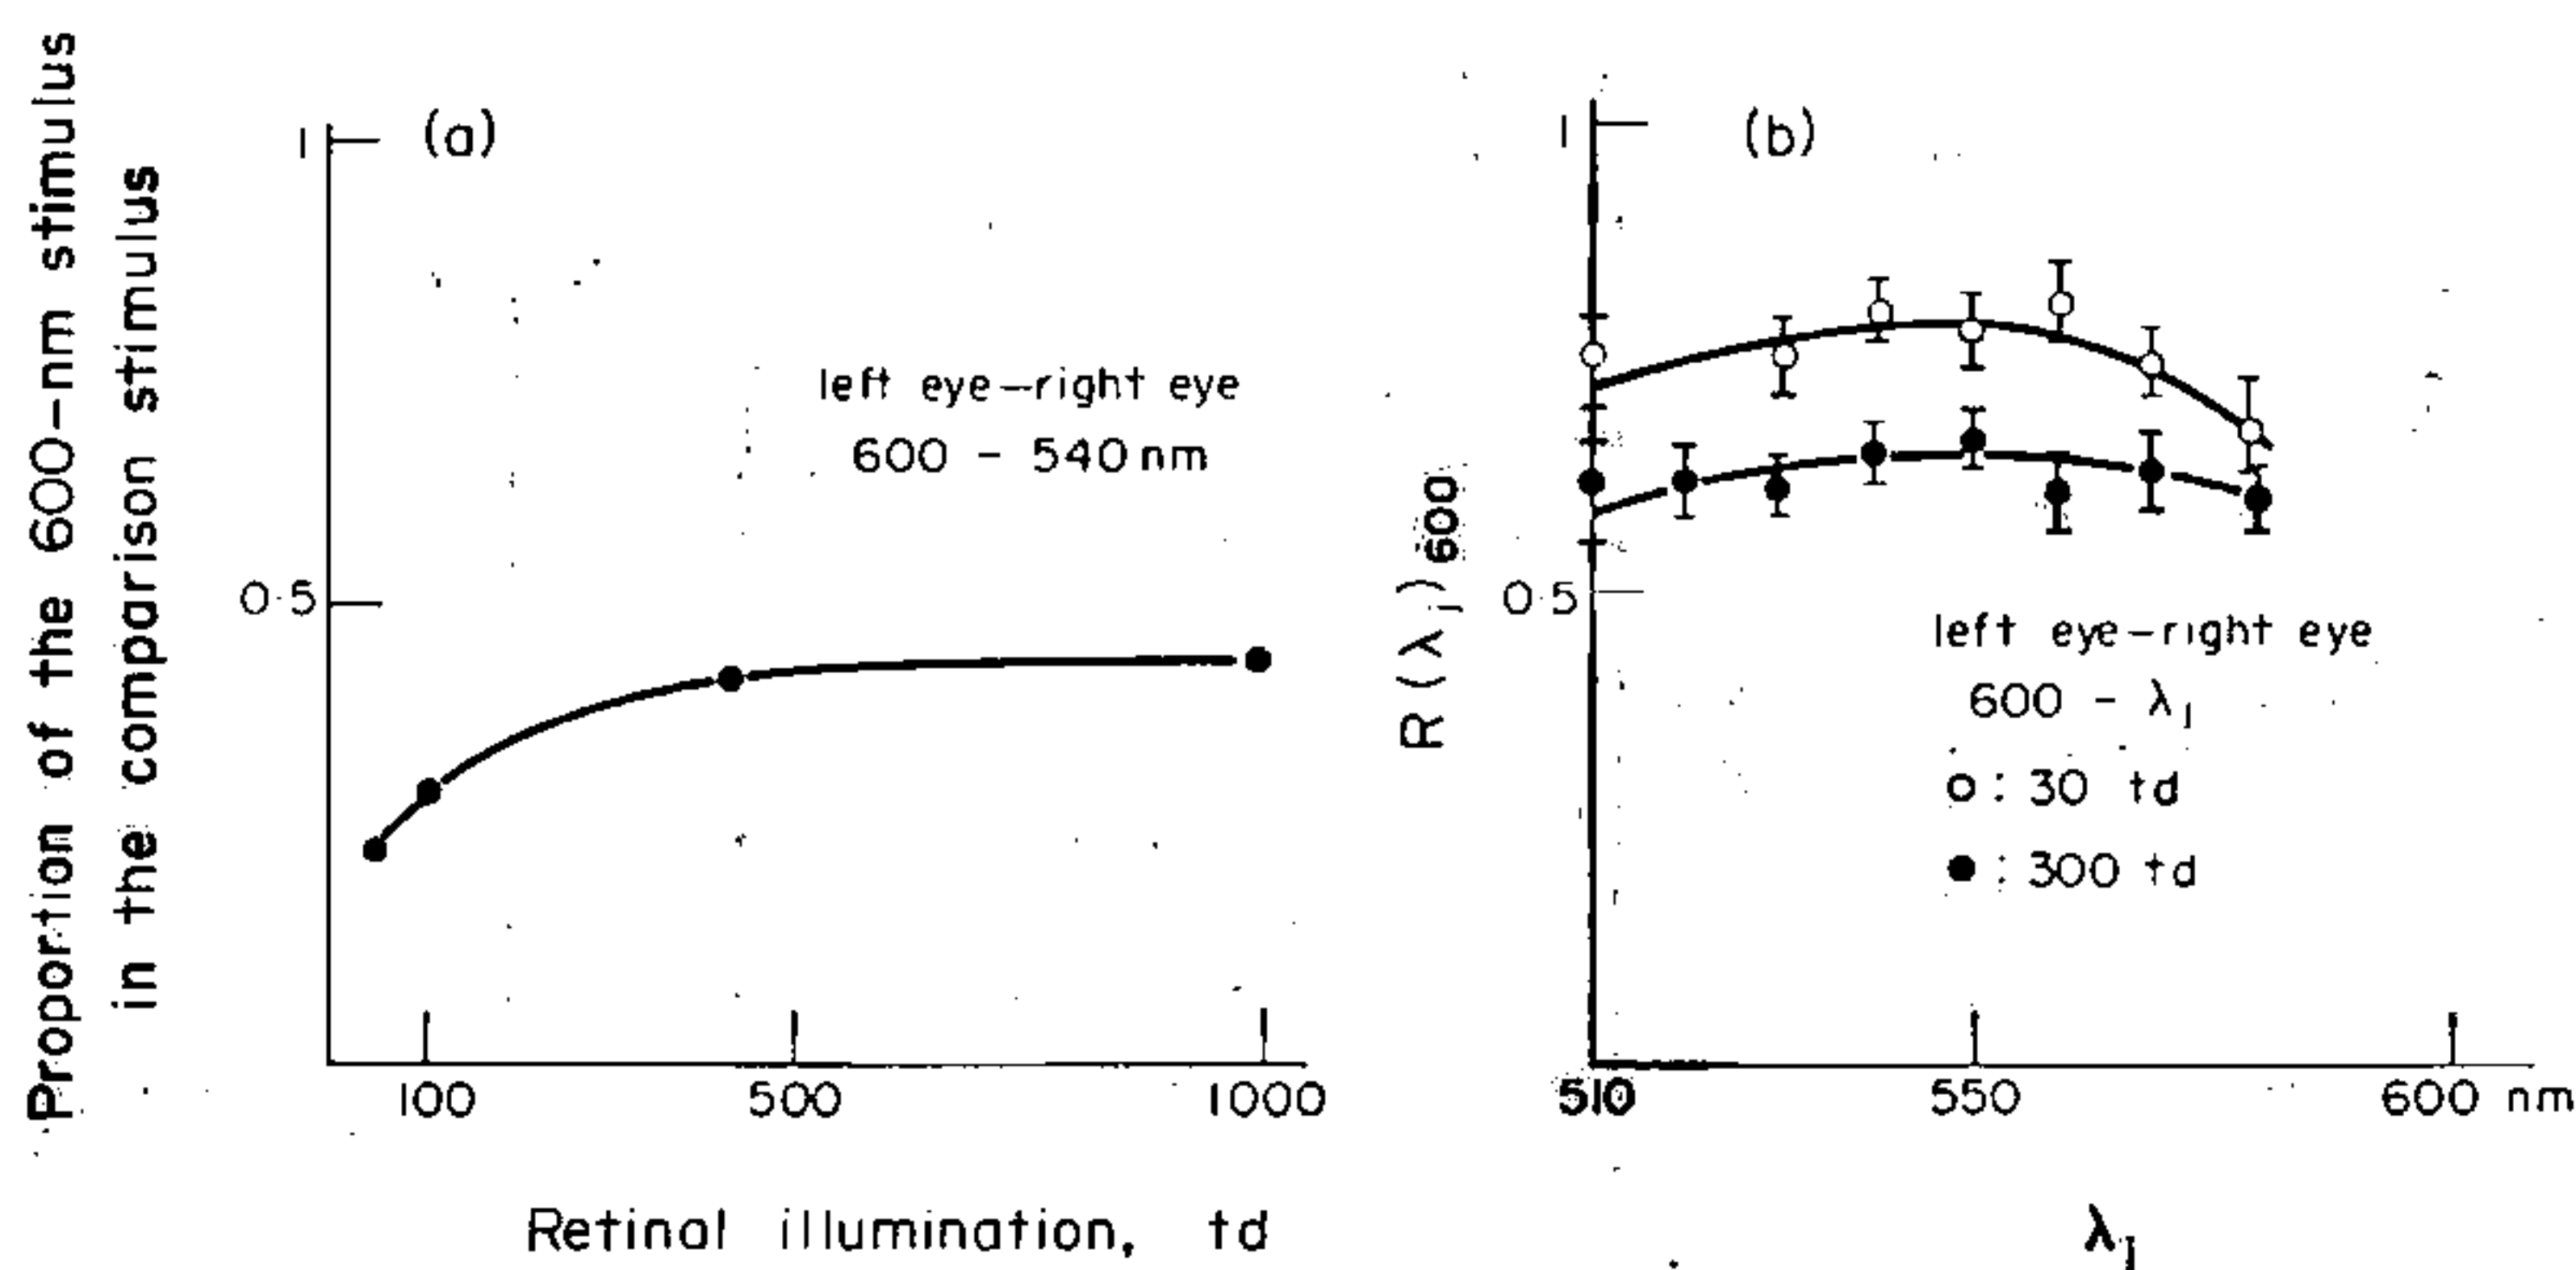 Proportion of the 600-nm stimulus
in the comparison stimulus
(a)
1
0·5
left eye–right eye
600 – 540 nm
100
500
1000
Retinal illumination, td
(b)
1
0·5
R(λj)600
left eye–right eye
600 – λj
○ : 30 td
● : 300 td
510
550
600 nm
λj